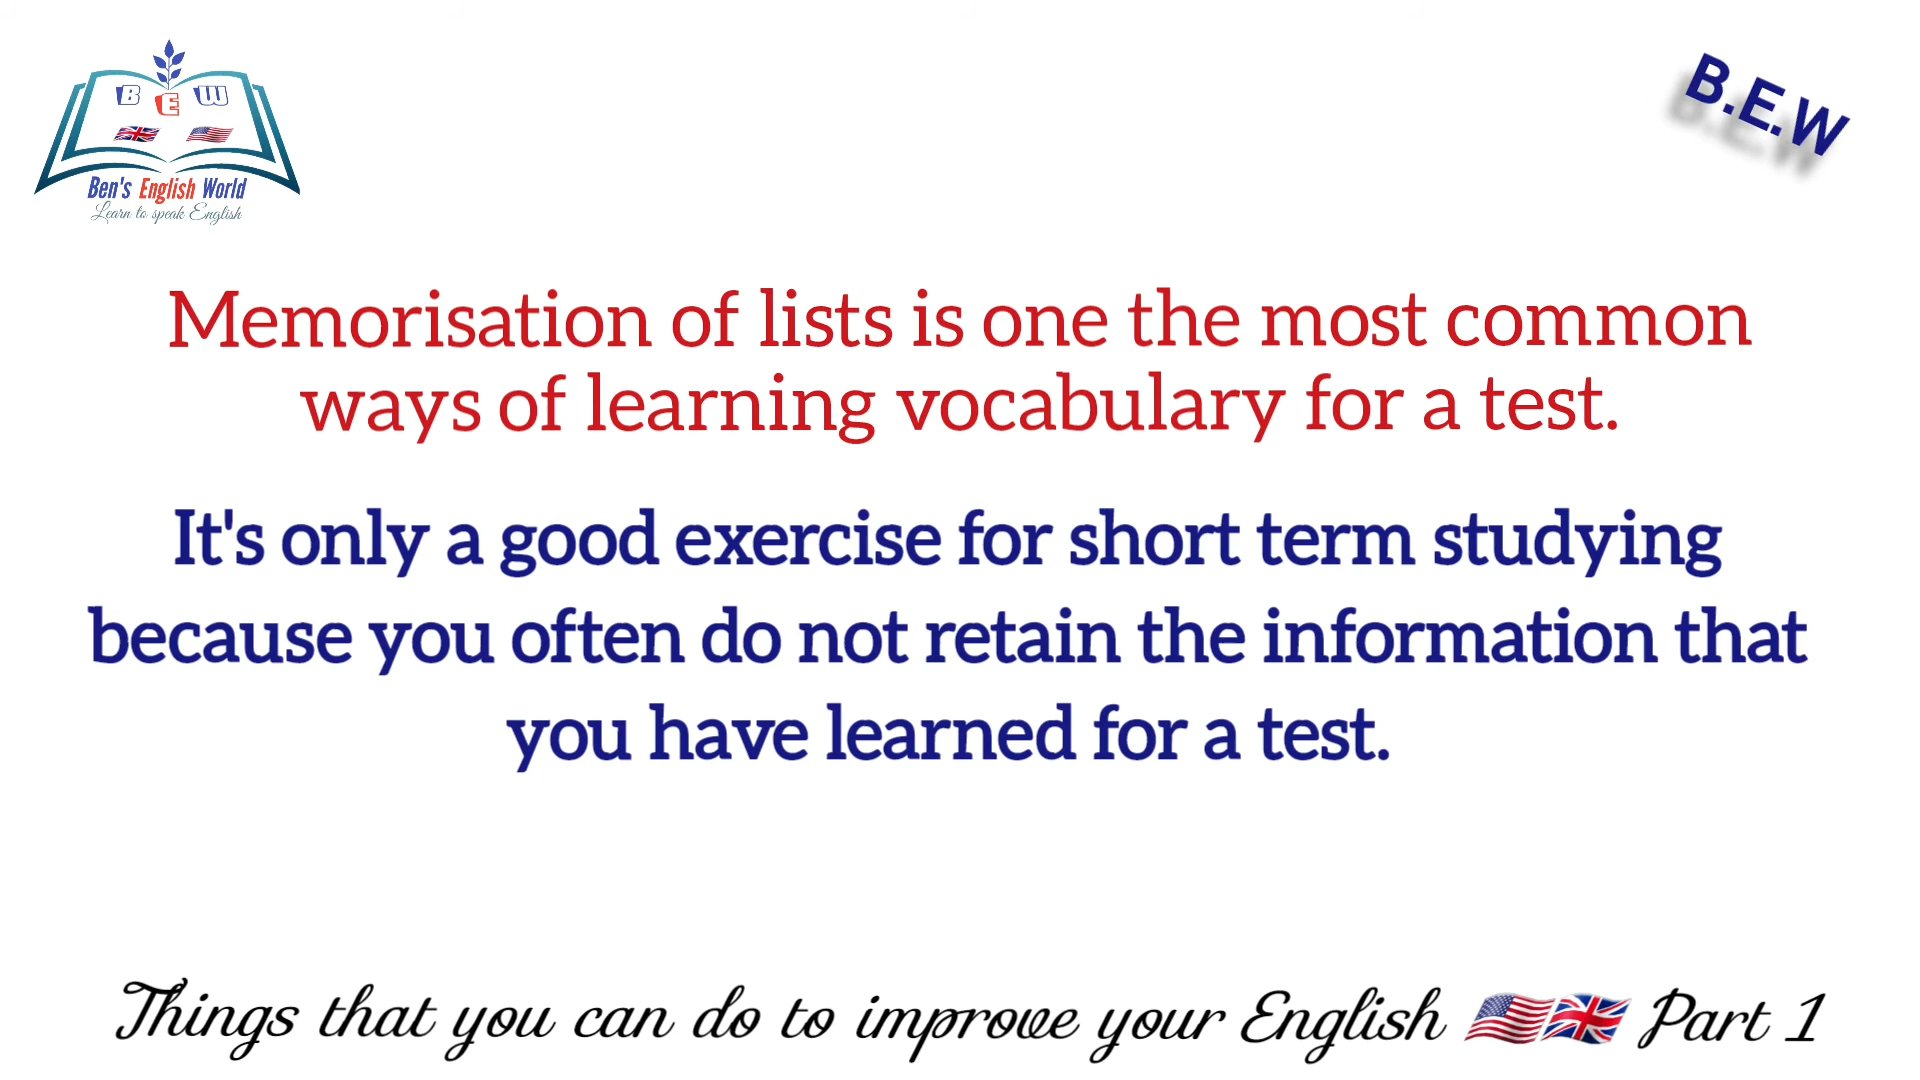 B E W
Ben's English World
Learn to speak English
B.E.W
Memorisation of lists is one the most common
ways of learning vocabulary for a test.
It's only a good exercise for short term studying
because you often do not retain the information that
you have learned for a test.
Things that you can do to improve your English 🇺🇸🇬🇧 Part 1